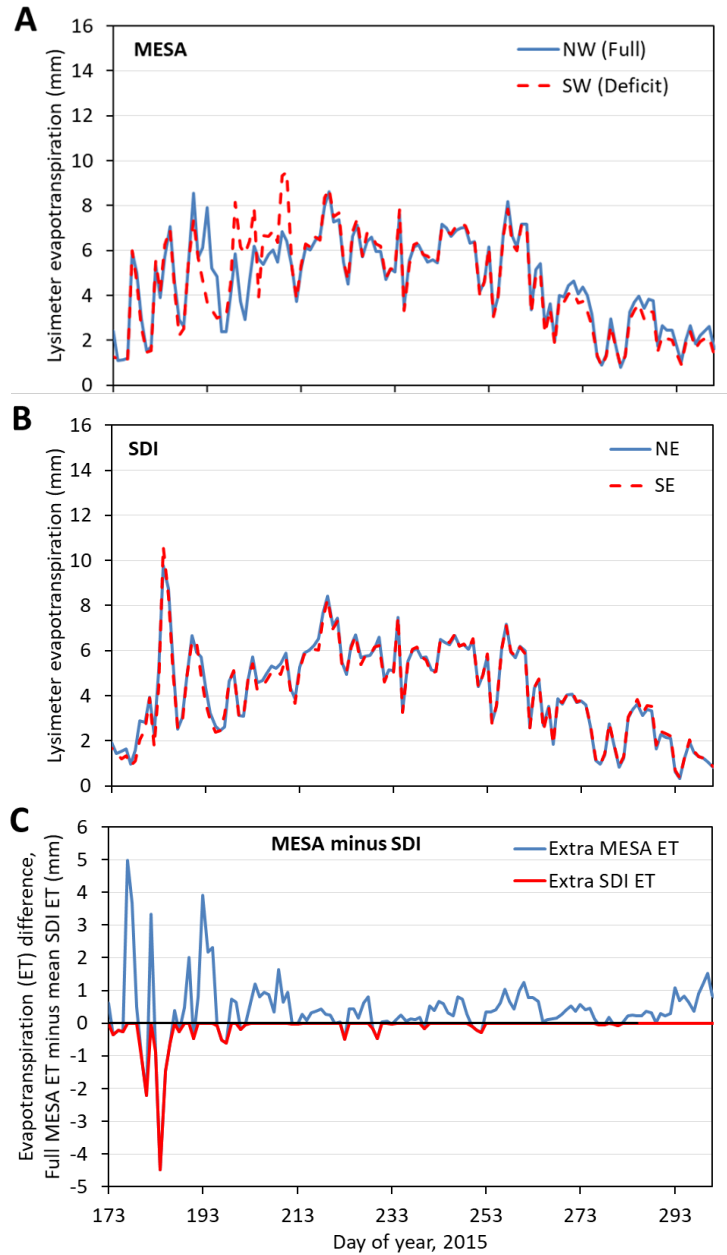 A
MESA
NW (Full)
SW (Deficit)
Lysimeter evapotranspiration (mm)
16
14
12
10
8
6
4
2
0
B
SDI
NE
SE
Lysimeter evapotranspiration (mm)
16
14
12
10
8
6
4
2
0
C
MESA minus SDI
Extra MESA ET
Extra SDI ET
Evapotranspiration (ET) difference,
Full MESA ET minus mean SDI ET (mm)
6
5
4
3
2
1
0
-1
-2
-3
-4
-5
173 193 213 233 253 273 293
Day of year, 2015